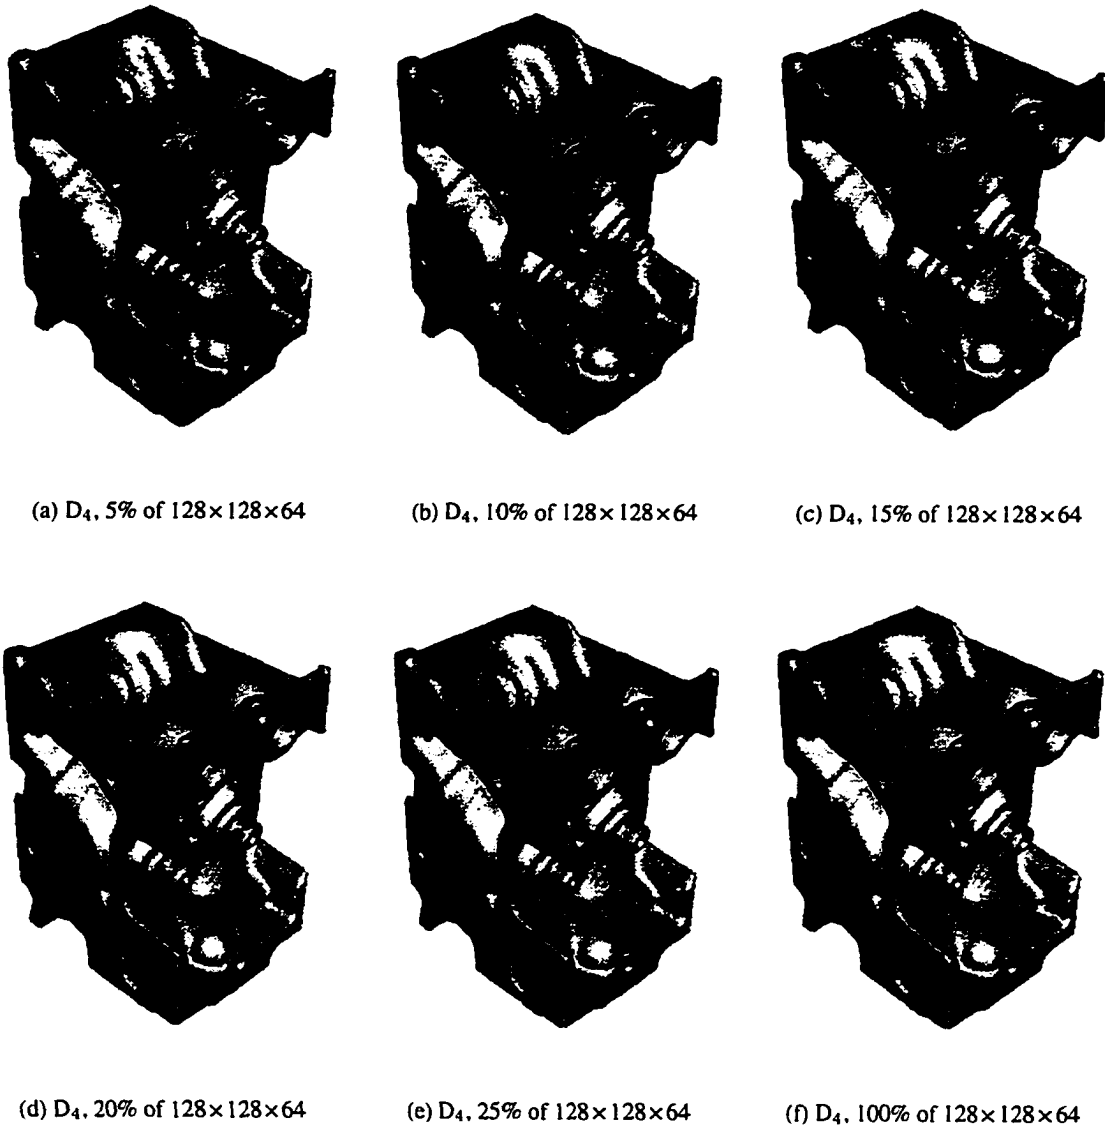 (a) D₄, 5% of 128×128×64
(b) D₄, 10% of 128×128×64
(c) D₄, 15% of 128×128×64
(d) D₄, 20% of 128×128×64
(e) D₄, 25% of 128×128×64
(f) D₄, 100% of 128×128×64